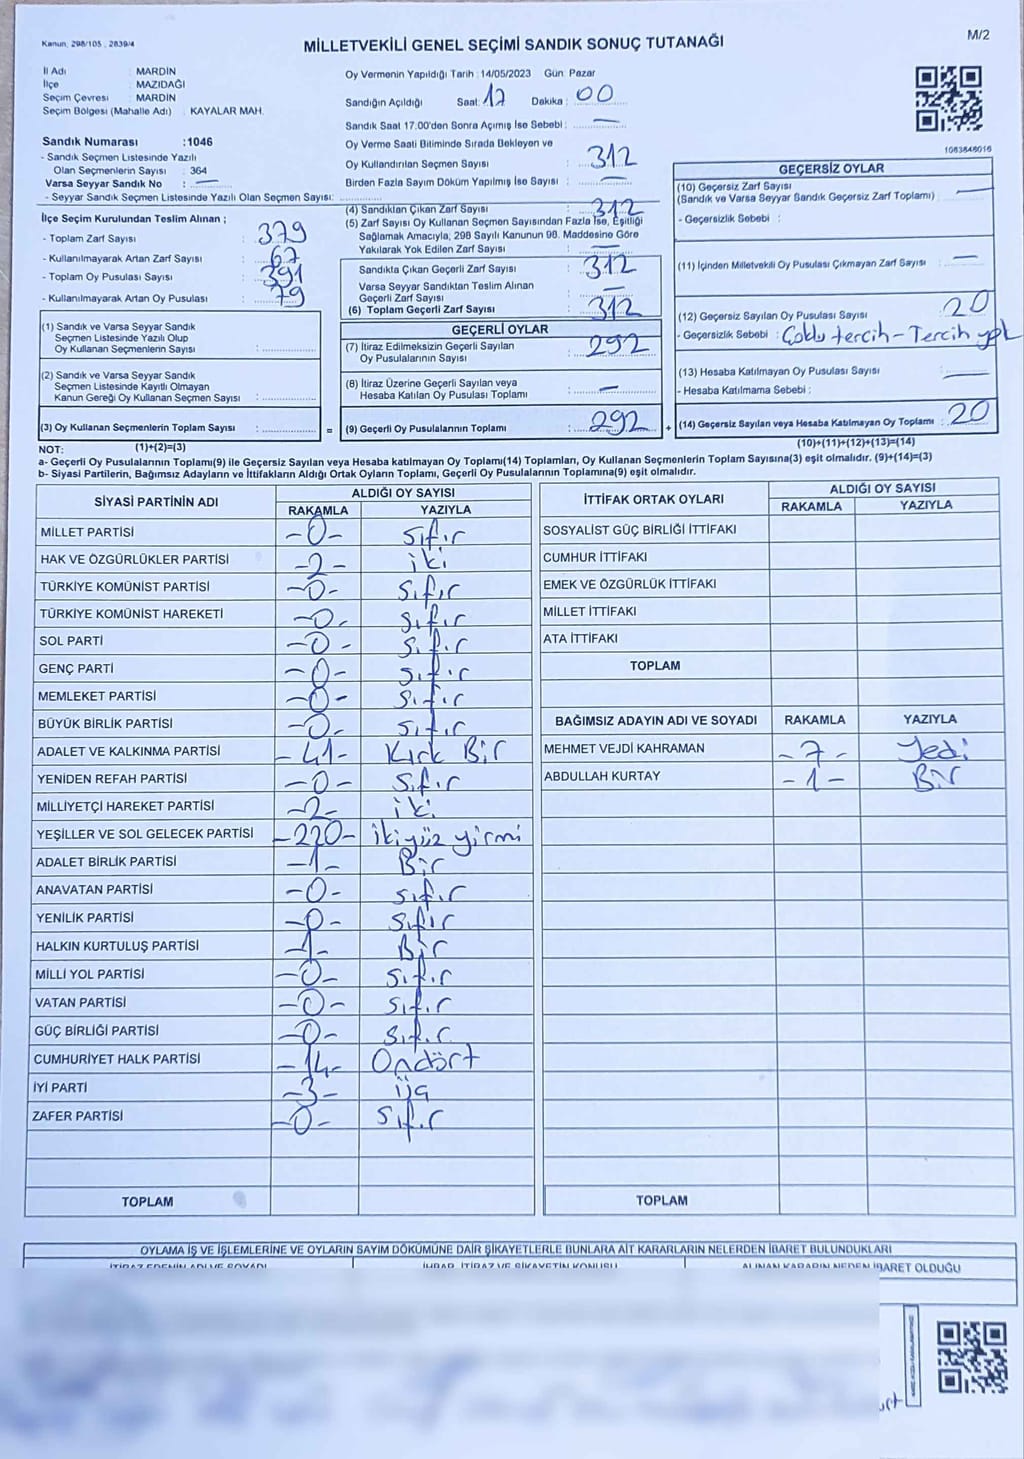 Kanun; 298/105 , 2839/4
MİLLETVEKİLİ GENEL SEÇİMİ SANDIK SONUÇ TUTANAĞI
M/2
İl Adı : MARDİN
İlçe : MAZIDAĞI
Seçim Çevresi : MARDİN
Seçim Bölgesi (Mahalle Adı) : KAYALAR MAH.
Sandık Numarası :1046
- Sandık Seçmen Listesinde Yazılı
Olan Seçmenlerin Sayısı : 364
Varsa Seyyar Sandık No : —
- Seyyar Sandık Seçmen Listesinde Yazılı Olan Seçmen Sayısı:
Oy Vermenin Yapıldığı Tarih : 14/05/2023 Gün: Pazar
Sandığın Açıldığı Saat: 17 Dakika : 00
Sandık Saat 17.00'den Sonra Açımış İse Sebebi : —
Oy Verme Saati Bitiminde Sırada Bekleyen ve
Oy Kullandırılan Seçmen Sayısı : 312
Birden Fazla Sayım Döküm Yapılmış İse Sayısı : —
1083848016
İlçe Seçim Kurulundan Teslim Alınan ;
- Toplam Zarf Sayısı : 379
- Kullanılmayarak Artan Zarf Sayısı : 67
- Toplam Oy Pusulası Sayısı : 391
- Kullanılmayarak Artan Oy Pusulası : 79
(4) Sandıktan Çıkan Zarf Sayısı : 312
(5) Zarf Sayısı Oy Kullanan Seçmen Sayısından Fazla İse, Eşitliği
Sağlamak Amacıyla, 298 Sayılı Kanunun 98. Maddesine Göre
Yakılarak Yok Edilen Zarf Sayısı : —
Sandıkta Çıkan Geçerli Zarf Sayısı : 312
Varsa Seyyar Sandıktan Teslim Alınan
Geçerli Zarf Sayısı : —
(6) Toplam Geçerli Zarf Sayısı : 312
GEÇERSİZ OYLAR
(10) Geçersiz Zarf Sayısı
(Sandık ve Varsa Seyyar Sandık Geçersiz Zarf Toplamı) : —
- Geçersizlik Sebebi :
(11) İçinden Milletvekili Oy Pusulası Çıkmayan Zarf Sayısı : —
(12) Geçersiz Sayılan Oy Pusulası Sayısı : 20
- Geçersizlik Sebebi : Çoklu tercih - Tercih yok
(13) Hesaba Katılmayan Oy Pusulası Sayısı : —
- Hesaba Katılmama Sebebi :
(14) Geçersiz Sayılan veya Hesaba Katılmayan Oy Toplamı : 20
(10)+(11)+(12)+(13)=(14)
(1) Sandık ve Varsa Seyyar Sandık
Seçmen Listesinde Yazılı Olup
Oy Kullanan Seçmenlerin Sayısı :
(2) Sandık ve Varsa Seyyar Sandık
Seçmen Listesinde Kayıtlı Olmayan
Kanun Gereği Oy Kullanan Seçmen Sayısı :
(3) Oy Kullanan Seçmenlerin Toplam Sayısı :
(1)+(2)=(3)
=
GEÇERLİ OYLAR
(7) İtiraz Edilmeksizin Geçerli Sayılan
Oy Pusulalarının Sayısı : 292
(8) İtiraz Üzerine Geçerli Sayılan veya
Hesaba Katılan Oy Pusulası Toplamı : —
(9) Geçerli Oy Pusulalarının Toplamı : 292
+
NOT:
a- Geçerli Oy Pusulalarının Toplamı(9) ile Geçersiz Sayılan veya Hesaba katılmayan Oy Toplamı(14) Toplamları, Oy Kullanan Seçmenlerin Toplam Sayısına(3) eşit olmalıdır. (9)+(14)=(3)
b- Siyasi Partilerin, Bağımsız Adayların ve İttifakların Aldığı Ortak Oyların Toplamı, Geçerli Oy Pusulalarının Toplamına(9) eşit olmalıdır.
SİYASİ PARTİNİN ADI ALDIĞI OY SAYISI
RAKAMLA YAZIYLA
MİLLET PARTİSİ -0- Sıfır
HAK VE ÖZGÜRLÜKLER PARTİSİ -2- iki
TÜRKİYE KOMÜNİST PARTİSİ -0- Sıfır
TÜRKİYE KOMÜNİST HAREKETİ -0- Sıfır
SOL PARTİ -0- Sıfır
GENÇ PARTİ -0- Sıfır
MEMLEKET PARTİSİ -0- Sıfır
BÜYÜK BİRLİK PARTİSİ -0- Sıfır
ADALET VE KALKINMA PARTİSİ -41- Kırk Bir
YENİDEN REFAH PARTİSİ -0- Sıfır
MİLLİYETÇİ HAREKET PARTİSİ -2- iki
YEŞİLLER VE SOL GELECEK PARTİSİ -220- ikiyüz yirmi
ADALET BİRLİK PARTİSİ -1- Bir
ANAVATAN PARTİSİ -0- Sıfır
YENİLİK PARTİSİ -0- Sıfır
HALKIN KURTULUŞ PARTİSİ -1- Bir
MİLLİ YOL PARTİSİ -0- Sıfır
VATAN PARTİSİ -0- Sıfır
GÜÇ BİRLİĞİ PARTİSİ -0- Sıfır
CUMHURİYET HALK PARTİSİ -14- Ondört
İYİ PARTİ -3- Üç
ZAFER PARTİSİ -0- Sıfır
TOPLAM
İTTİFAK ORTAK OYLARI ALDIĞI OY SAYISI
RAKAMLA YAZIYLA
SOSYALİST GÜÇ BİRLİĞİ İTTİFAKI
CUMHUR İTTİFAKI
EMEK VE ÖZGÜRLÜK İTTİFAKI
MİLLET İTTİFAKI
ATA İTTİFAKI
TOPLAM
BAĞIMSIZ ADAYIN ADI VE SOYADI RAKAMLA YAZIYLA
MEHMET VEJDİ KAHRAMAN -7- Yedi
ABDULLAH KURTAY -1- Bir
TOPLAM
OYLAMA İŞ VE İŞLEMLERİNE VE OYLARIN SAYIM DÖKÜMÜNE DAİR ŞİKAYETLERLE BUNLARA AİT KARARLARIN NELERDEN İBARET BULUNDUKLARI
İTİRAZ EDENİN ADI VE SOYADI İHBAR, İTİRAZ VE ŞİKAYETİN KONUSU ALINAN KARARIN NEDEN İBARET OLDUĞU